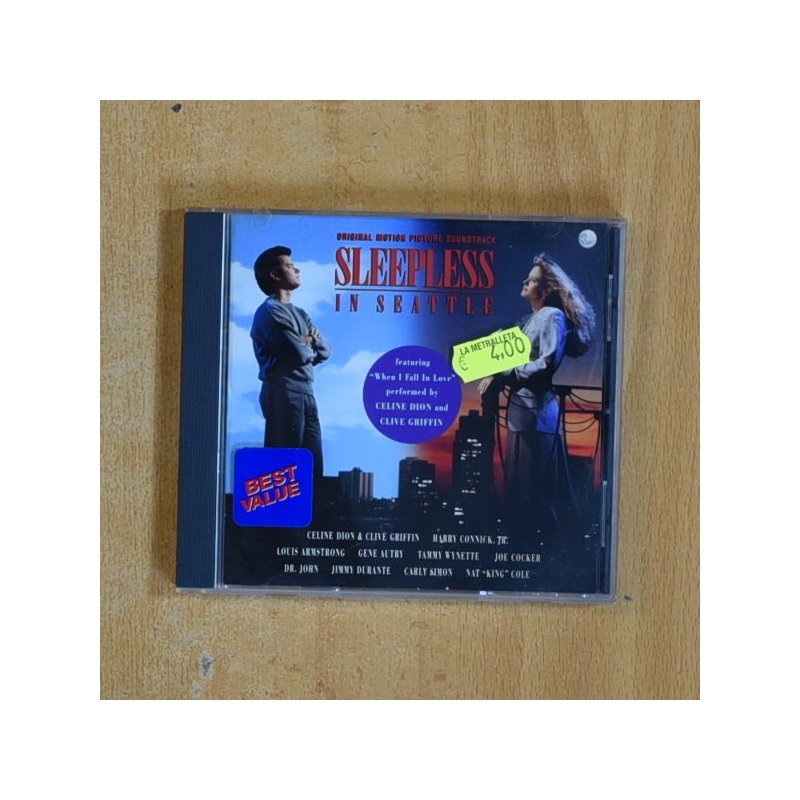 ORIGINAL MOTION PICTURE SOUNDTRACK
SLEEPLESS
IN SEATTLE
LA METRALLETA
€ 4,00
featuring
"When I Fall In Love"
performed by
CELINE DION and
CLIVE GRIFFIN
BEST
VALUE
CELINE DION & CLIVE GRIFFIN HARRY CONNICK, JR.
LOUIS ARMSTRONG GENE AUTRY TAMMY WYNETTE JOE COCKER
DR. JOHN JIMMY DURANTE CARLY SIMON NAT "KING" COLE